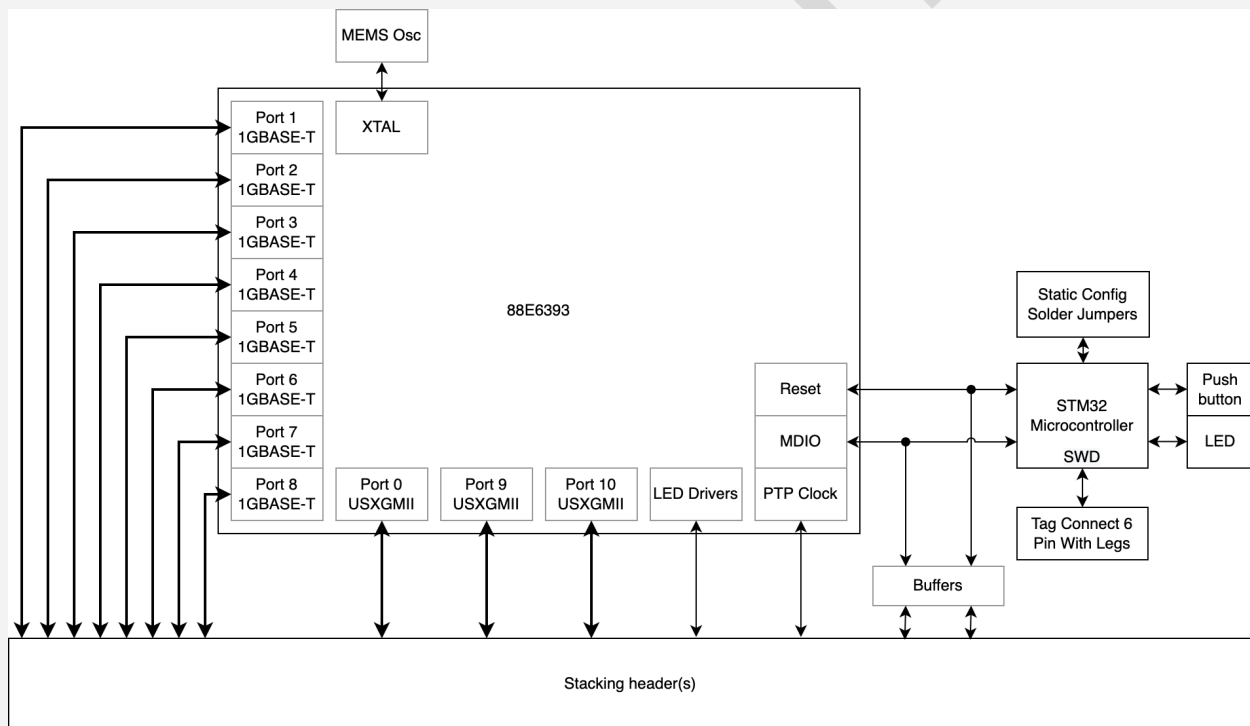 MEMS Osc
XTAL
Port 1
1GBASE-T
Port 2
1GBASE-T
Port 3
1GBASE-T
Port 4
1GBASE-T
Port 5
1GBASE-T
Port 6
1GBASE-T
Port 7
1GBASE-T
Port 8
1GBASE-T
88E6393
Port 0
USXGMII
Port 9
USXGMII
Port 10
USXGMII
LED Drivers
Reset
MDIO
PTP Clock
Static Config
Solder Jumpers
STM32
Microcontroller
SWD
Push
button
LED
Tag Connect 6
Pin With Legs
Buffers
Stacking header(s)